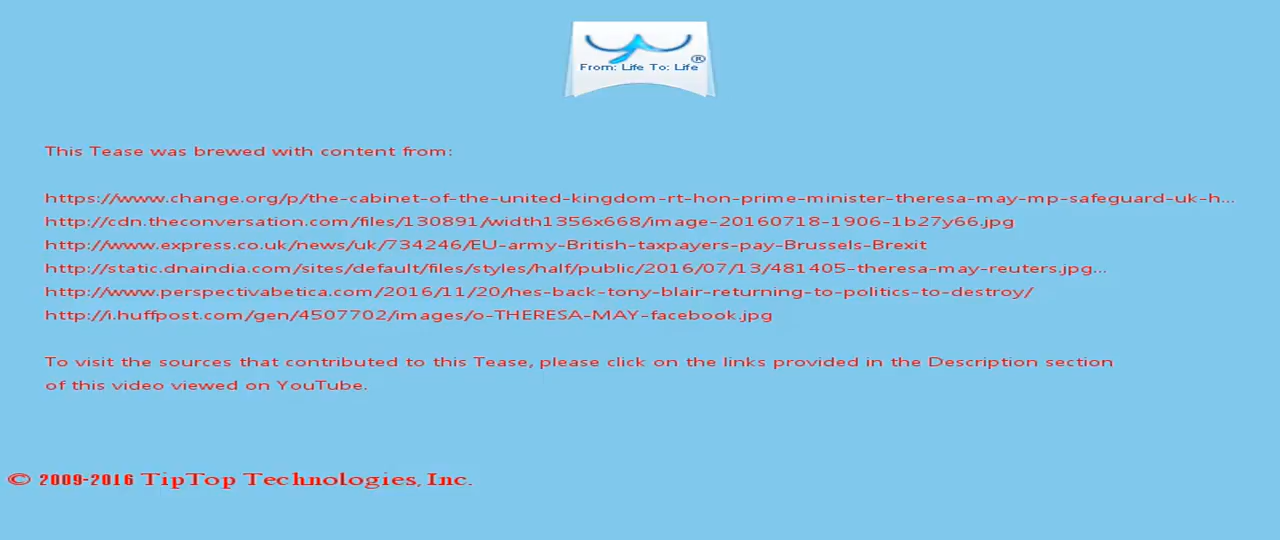 From: Life To: Life®
This Tease was brewed with content from:
https://www.change.org/p/the-cabinet-of-the-united-kingdom-rt-hon-prime-minister-theresa-may-mp-safeguard-uk-h...
http://cdn.theconversation.com/files/130891/width1356x668/image-20160718-1906-1b27y66.jpg
http://www.express.co.uk/news/uk/734246/EU-army-British-taxpayers-pay-Brussels-Brexit
http://static.dnaindia.com/sites/default/files/styles/half/public/2016/07/13/481405-theresa-may-reuters.jpg...
http://www.perspectivabetica.com/2016/11/20/hes-back-tony-blair-returning-to-politics-to-destroy/
http://i.huffpost.com/gen/4507702/images/o-THERESA-MAY-facebook.jpg
To visit the sources that contributed to this Tease, please click on the links provided in the Description section
of this video viewed on YouTube.
© 2009-2016 TipTop Technologies, Inc.